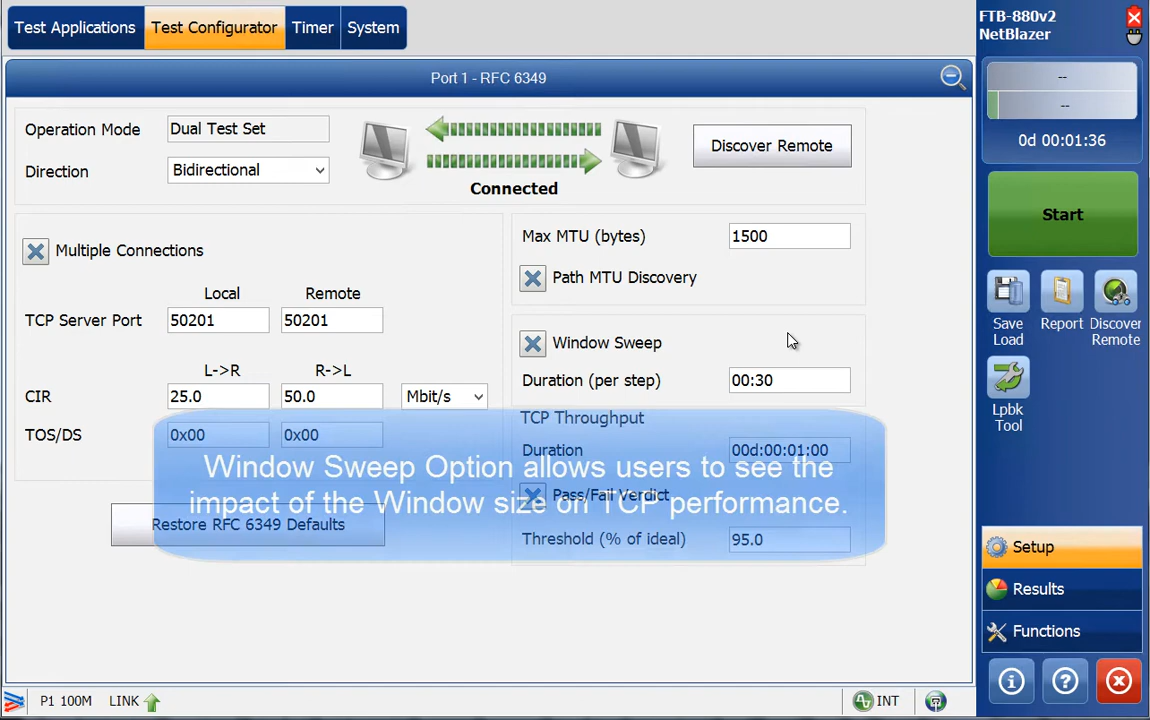 Test Applications
Test Configurator
Timer
System
FTB-880v2
NetBlazer
Port 1 - RFC 6349
--
--
0d 00:01:36
Operation Mode
Dual Test Set
Direction
Bidirectional
Connected
Discover Remote
Start
Multiple Connections
Max MTU (bytes)
1500
Path MTU Discovery
Local
Remote
TCP Server Port
50201
50201
Window Sweep
Duration (per step)
00:30
L->R
R->L
CIR
25.0
50.0
Mbit/s
TOS/DS
0x00
0x00
TCP Throughput
Duration
00d:00:01:00
Pass/Fail Verdict
Threshold (% of ideal)
95.0
Restore RFC 6349 Defaults
Window Sweep Option allows users to see the
impact of the Window size on TCP performance.
Save
Load
Report
Discover
Remote
Lpbk
Tool
Setup
Results
Functions
P1 100M
LINK
INT